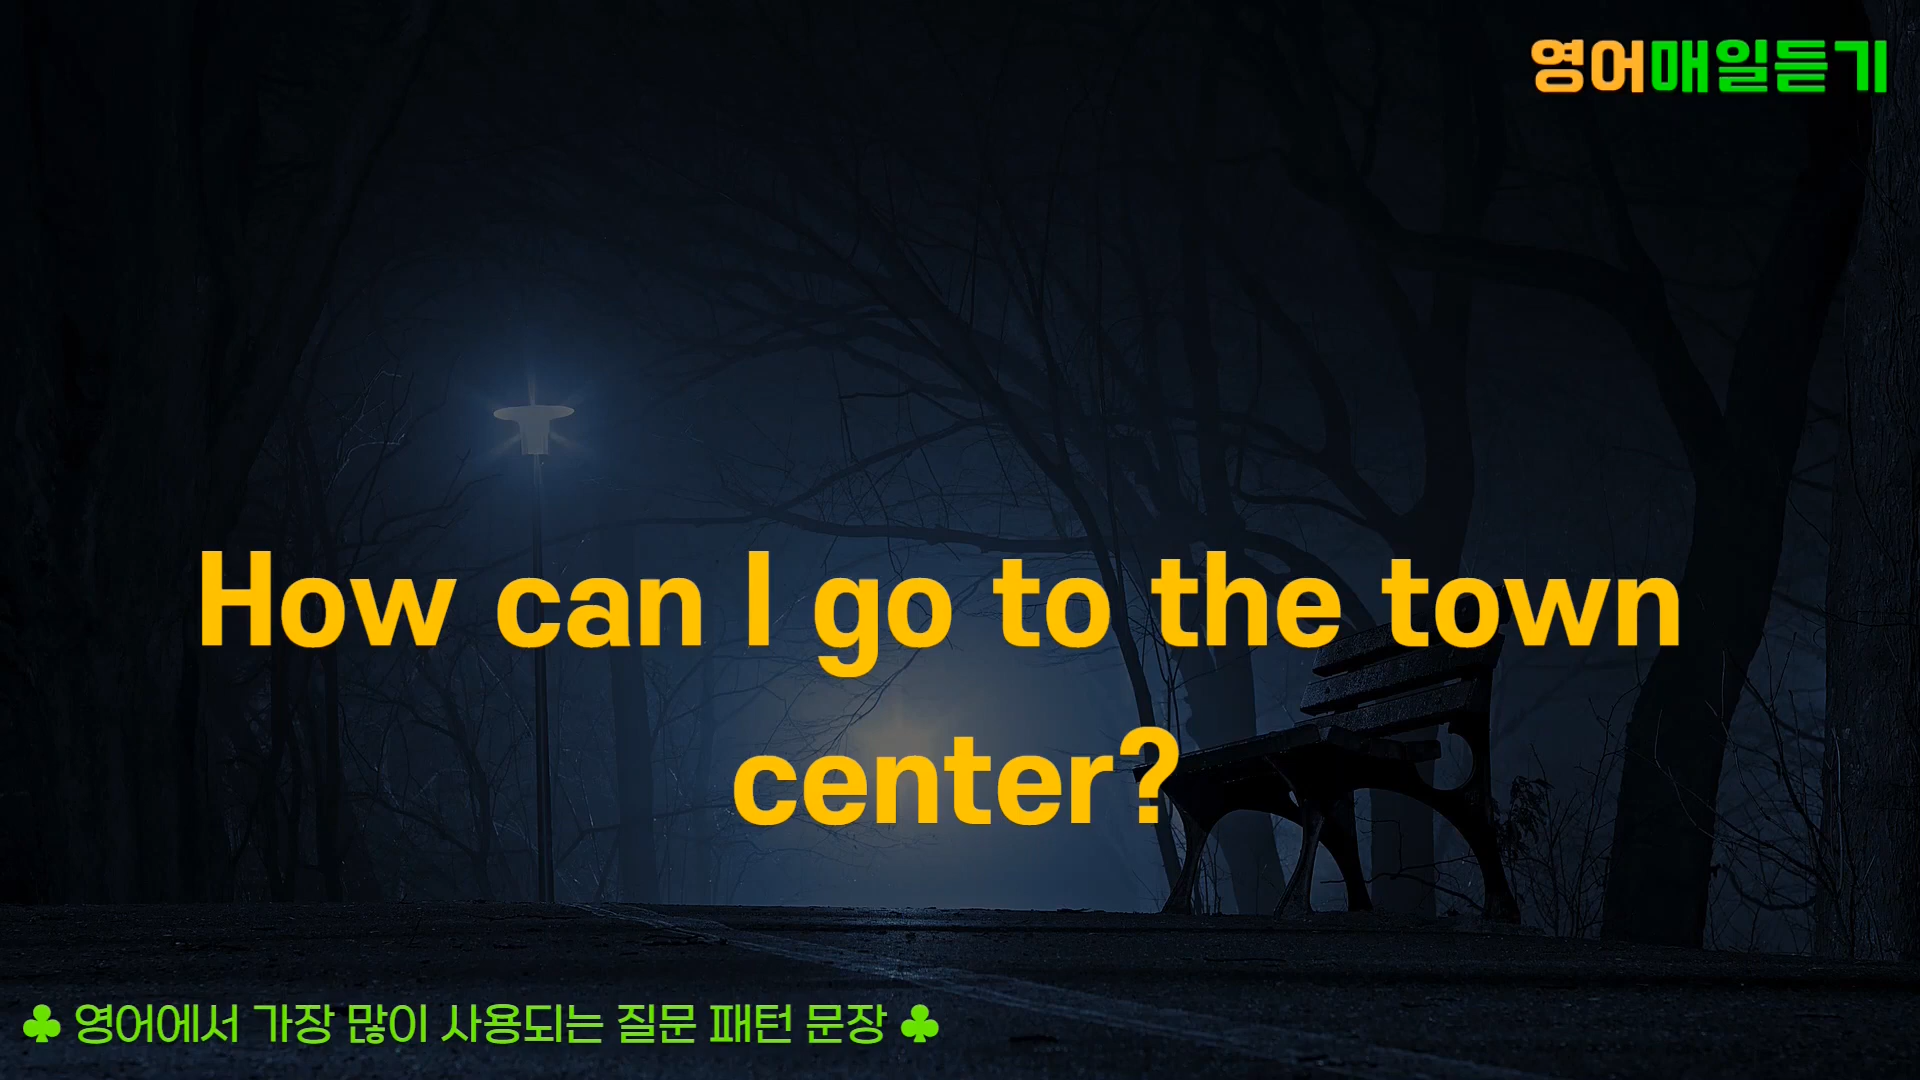 영어매일듣기
How can I go to the town
center?
♣ 영어에서 가장 많이 사용되는 질문 패턴 문장 ♣